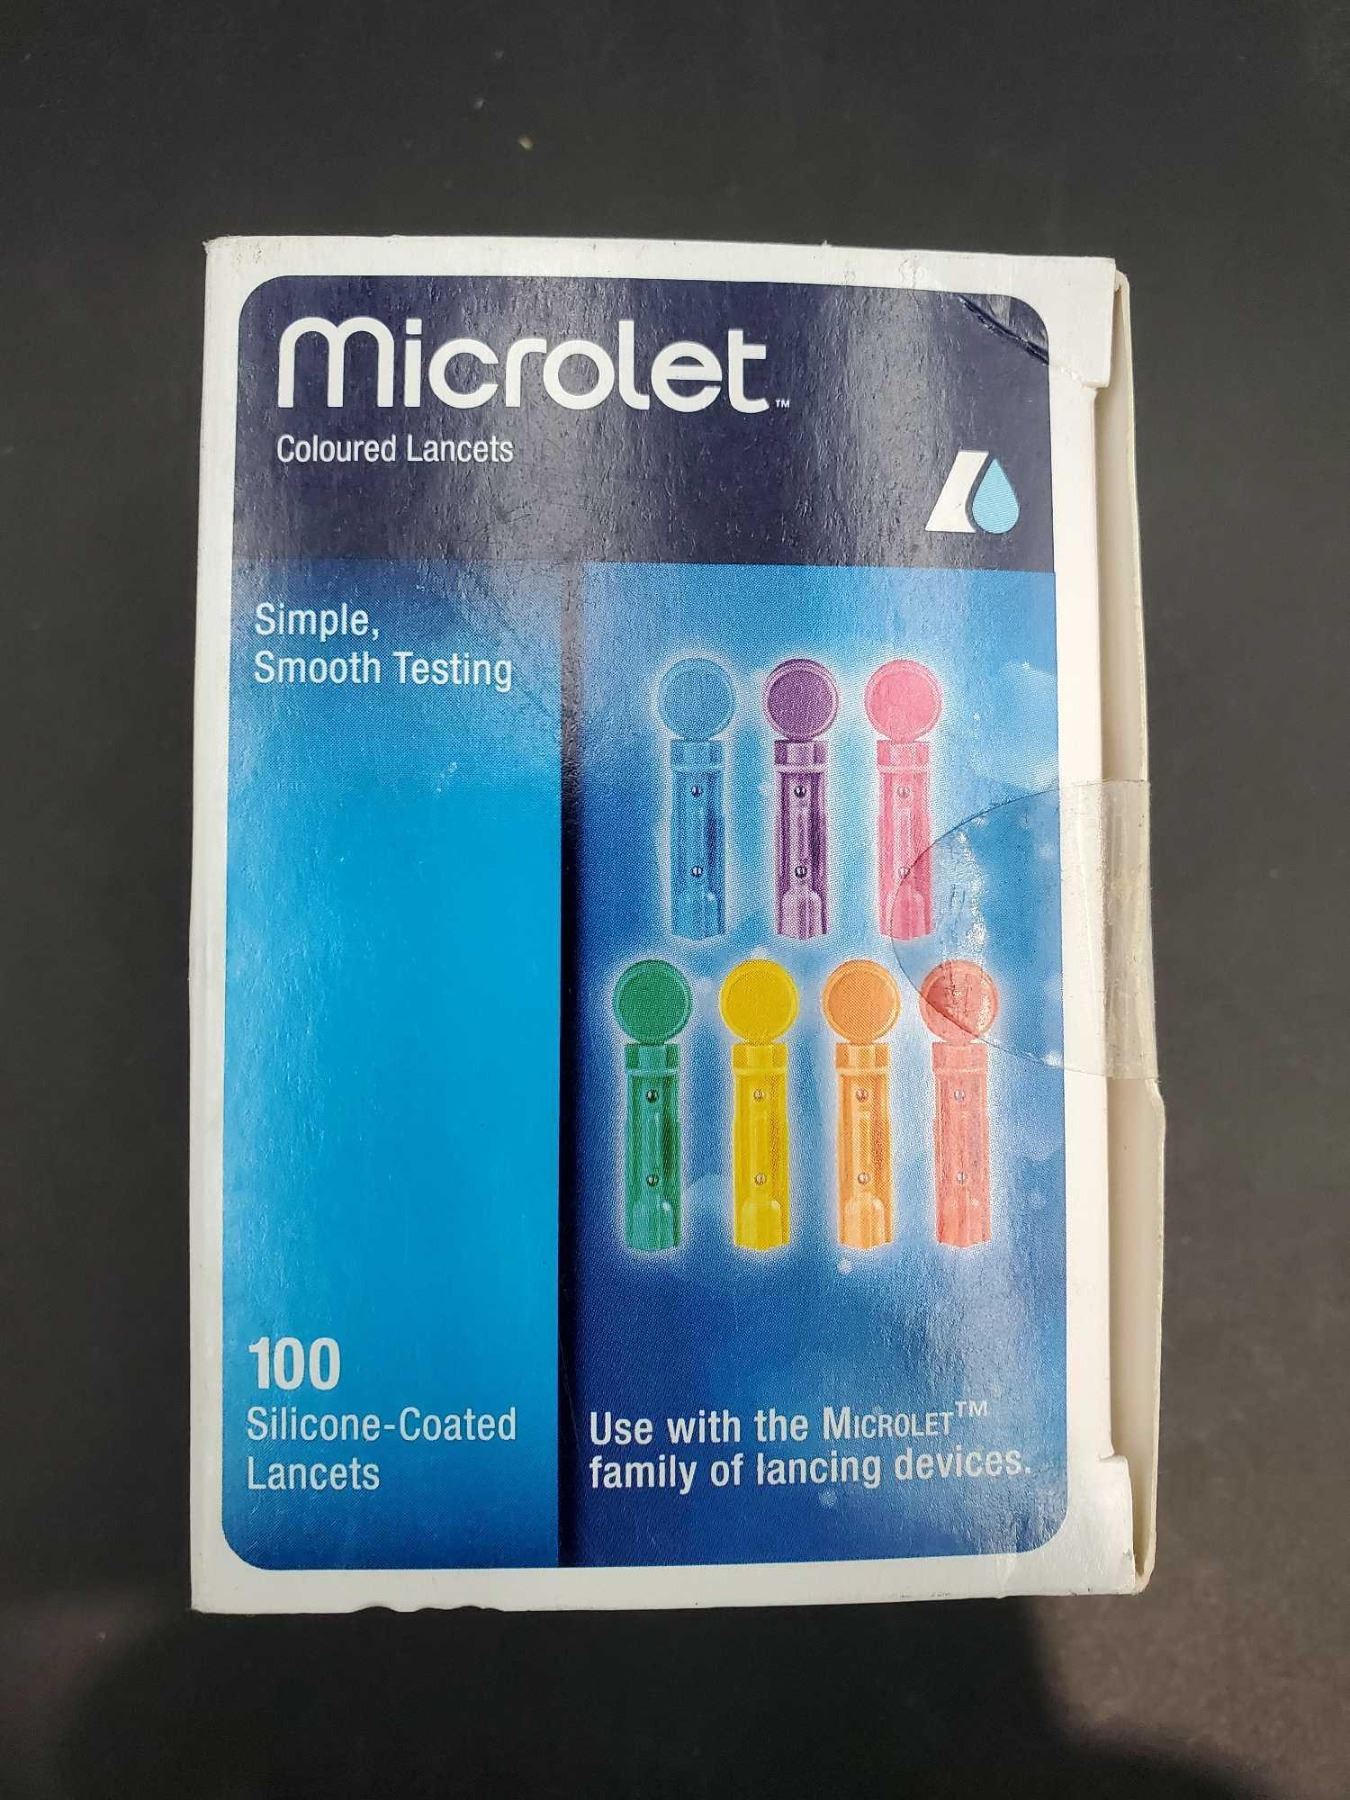 Microlet™
Coloured Lancets
Simple,
Smooth Testing
100
Silicone-Coated
Lancets
Use with the MICROLET™
family of lancing devices.